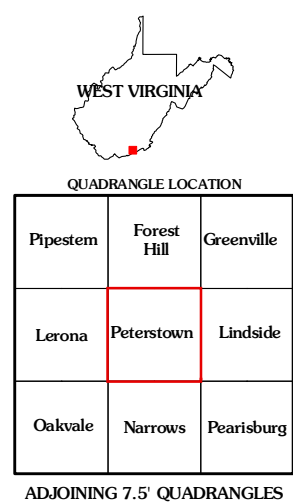 WEST VIRGINIA
QUADRANGLE LOCATION
Pipestem
Forest
Hill
Greenville
Lerona
Peterstown
Lindside
Oakvale
Narrows
Pearisburg
ADJOINING 7.5' QUADRANGLES